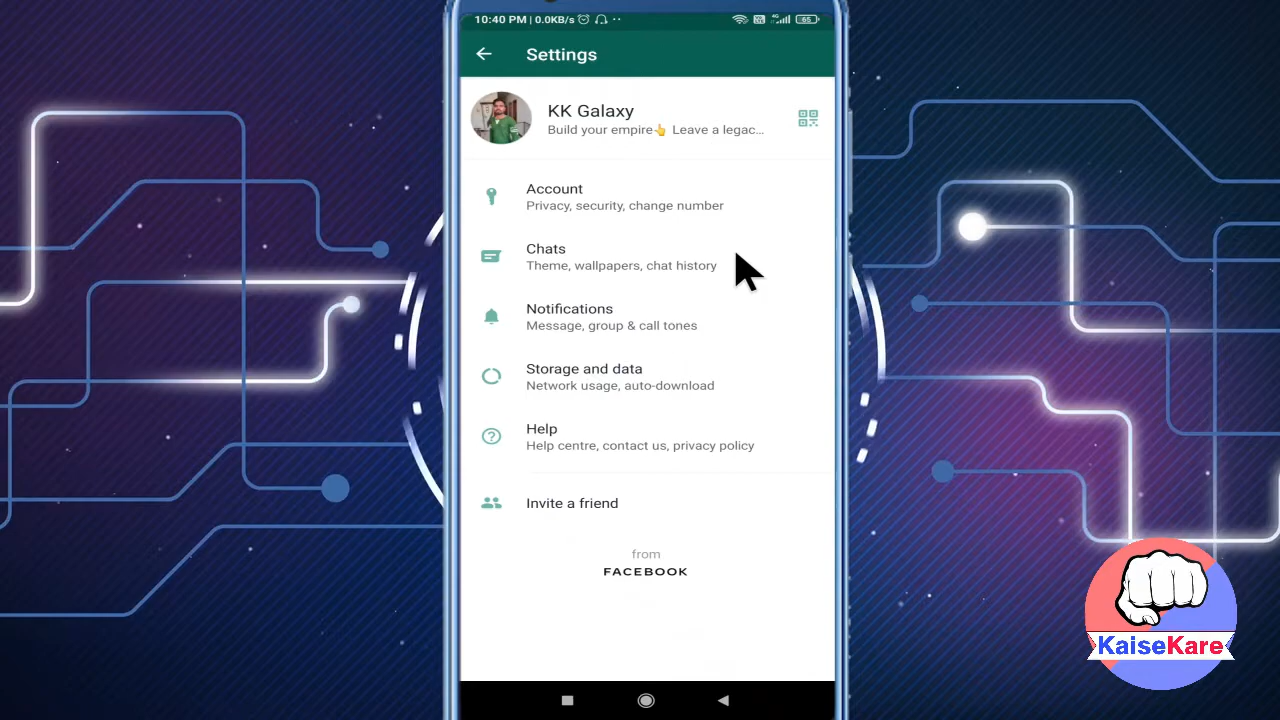 10:40 PM | 0.0KB/s
4G
65
Settings
KK Galaxy
Build your empire👆 Leave a legac...
Account
Privacy, security, change number
Chats
Theme, wallpapers, chat history
Notifications
Message, group & call tones
Storage and data
Network usage, auto-download
Help
Help centre, contact us, privacy policy
Invite a friend
from
FACEBOOK
KaiseKare